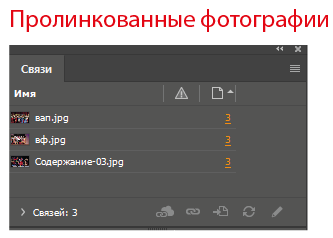 Пролинкованные фотографии
Связи
Имя
вап.jpg 3
вф.jpg 3
Содержание-03.jpg 3
Связей: 3